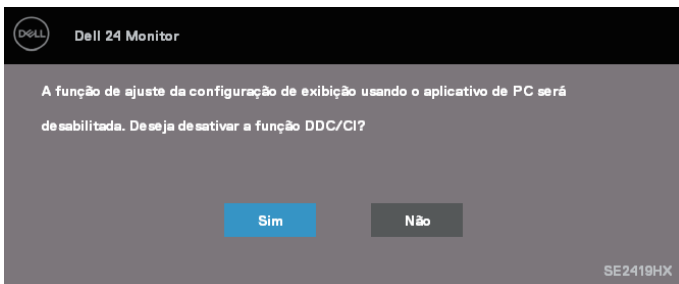 DELL
Dell 24 Monitor
A função de ajuste da configuração de exibição usando o aplicativo de PC será
desabilitada. Deseja desativar a função DDC/CI?
Sim
Não
SE2419HX